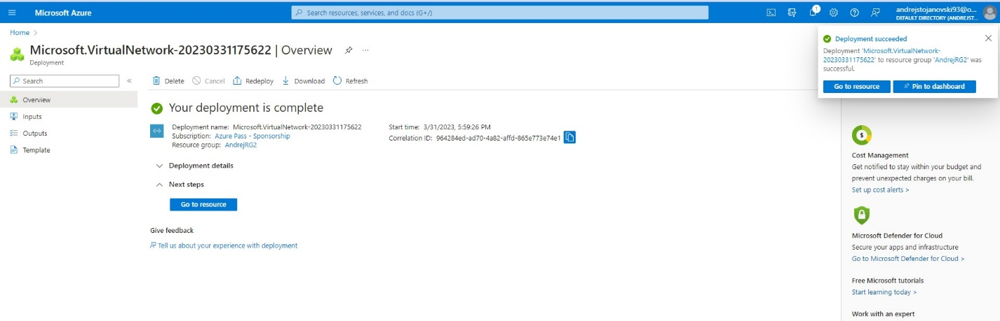 Microsoft Azure
Search resources, services, and docs (G+/)
1
andrejstojanovski93@o...
DEFAULT DIRECTORY (ANDREJST...
Home >
Microsoft.VirtualNetwork-20230331175622 | Overview
Deployment
Search
«
Overview
Inputs
Outputs
Template
Delete
Cancel
Redeploy
Download
Refresh
Your deployment is complete
Deployment name: Microsoft.VirtualNetwork-20230331175622
Subscription: Azure Pass - Sponsorship
Resource group: AndrejRG2
Start time: 3/31/2023, 5:59:26 PM
Correlation ID: 964284ed-ad70-4a82-affd-865e773e74e1
Deployment details
Next steps
Go to resource
Give feedback
Tell us about your experience with deployment
Deployment succeeded
Deployment 'Microsoft.VirtualNetwork-
20230331175622' to resource group 'AndrejRG2' was
successful.
Go to resource
Pin to dashboard
Cost Management
Get notified to stay within your budget and
prevent unexpected charges on your bill.
Set up cost alerts >
Microsoft Defender for Cloud
Secure your apps and infrastructure
Go to Microsoft Defender for Cloud >
Free Microsoft tutorials
Start learning today >
Work with an expert